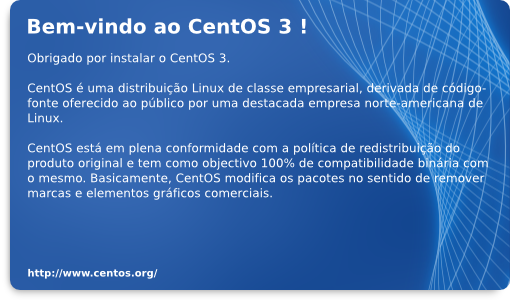 Bem-vindo ao CentOS 3 !
Obrigado por instalar o CentOS 3.
CentOS é uma distribuição Linux de classe empresarial, derivada de código-
fonte oferecido ao público por uma destacada empresa norte-americana de
Linux.
CentOS está em plena conformidade com a política de redistribuição do
produto original e tem como objectivo 100% de compatibilidade binária com
o mesmo. Basicamente, CentOS modifica os pacotes no sentido de remover
marcas e elementos gráficos comerciais.
http://www.centos.org/